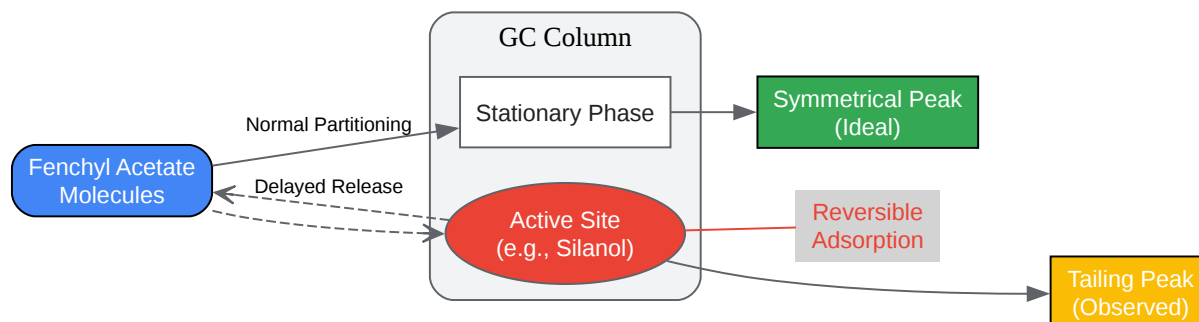 GC Column
Stationary Phase
Symmetrical Peak
(Ideal)
Normal Partitioning
Fenchyl Acetate
Molecules
Delayed Release
Active Site
(e.g., Silanol)
Reversible
Adsorption
Tailing Peak
(Observed)